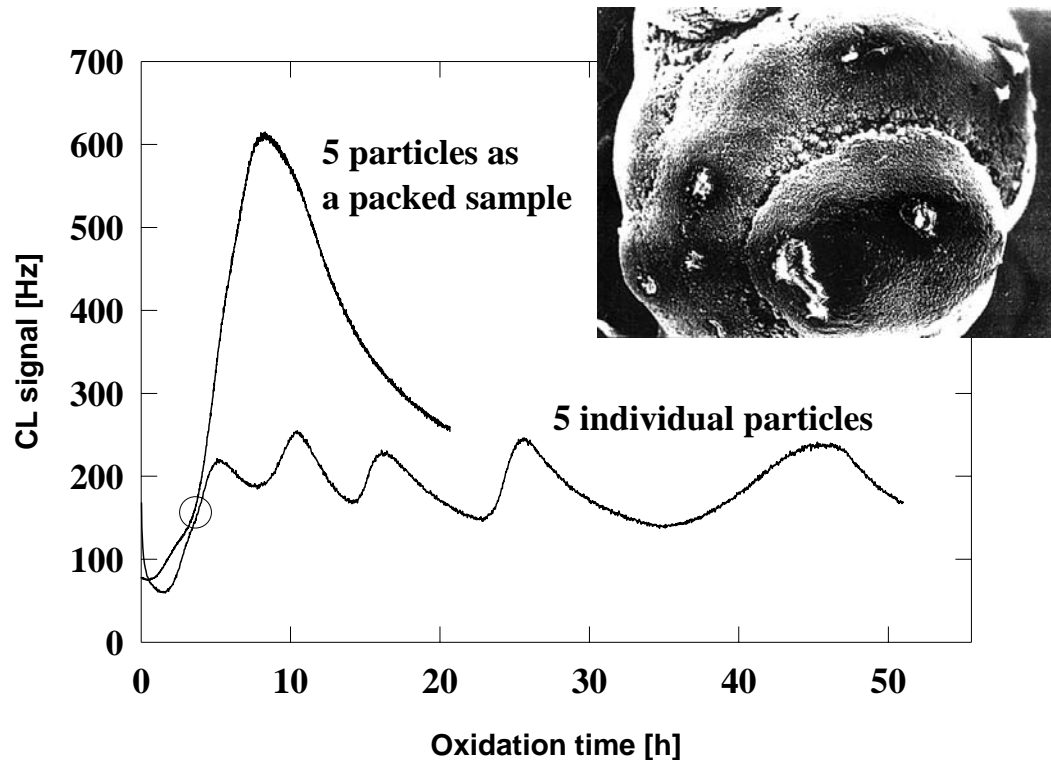 700
600
500
400
300
200
100
0
CL signal [Hz]
5 particles as
a packed sample
5 individual particles
0 10 20 30 40 50
Oxidation time [h]